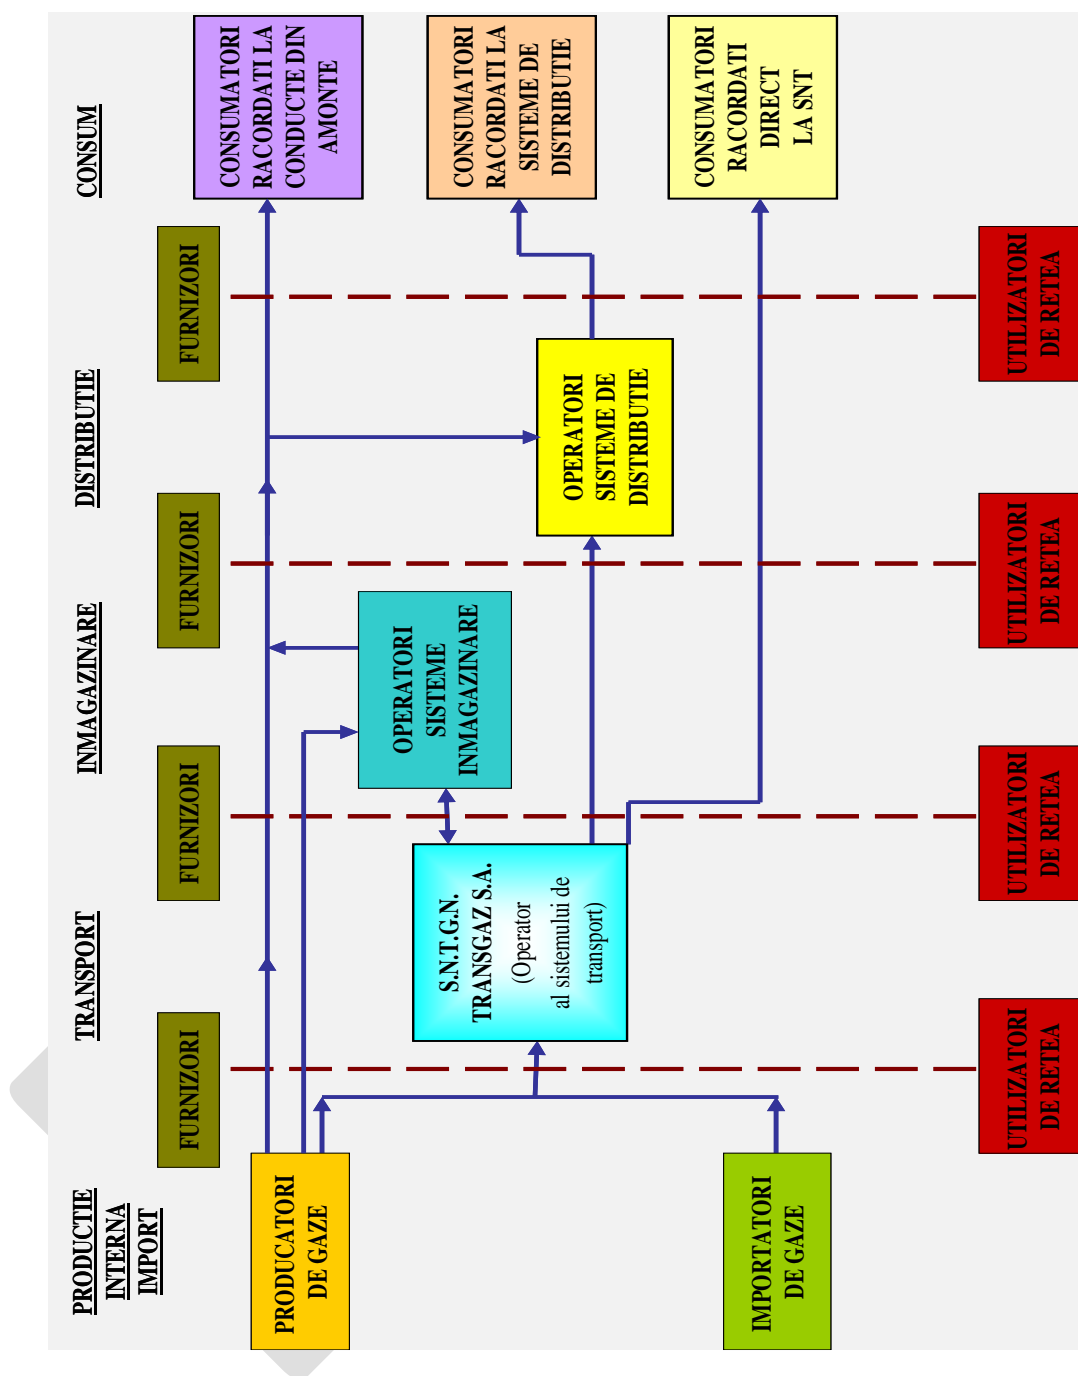 PRODUCTIE
INTERNA
IMPORT
TRANSPORT
INMAGAZINARE
DISTRIBUTIE
CONSUM
FURNIZORI
FURNIZORI
FURNIZORI
FURNIZORI
PRODUCATORI
DE GAZE
IMPORTATORI
DE GAZE
S.N.T.G.N.
TRANSGAZ S.A.
(Operator
al sistemului de
transport)
OPERATORI
SISTEME
INMAGAZINARE
OPERATORI
SISTEME DE
DISTRIBUTIE
CONSUMATORI
RACORDATI LA
CONDUCTE DIN
AMONTE
CONSUMATORI
RACORDATI LA
SISTEME DE
DISTRIBUTIE
CONSUMATORI
RACORDATI
DIRECT
LA SNT
UTILIZATORI
DE RETEA
UTILIZATORI
DE RETEA
UTILIZATORI
DE RETEA
UTILIZATORI
DE RETEA